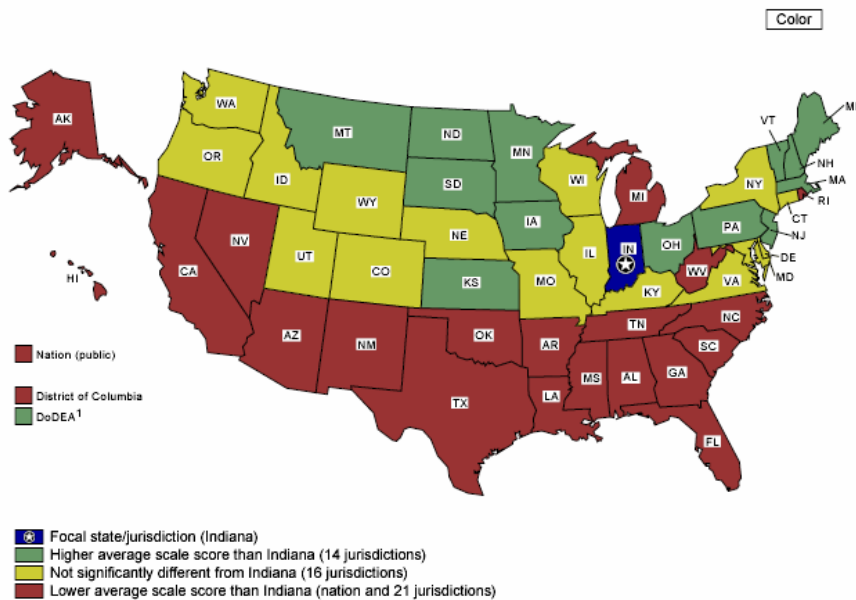 Color
AK
WA
MT
ND
MN
VT
ME
OR
ID
WY
SD
WI
MI
NY
NH
MA
RI
CT
NV
UT
CO
NE
IA
IL
IN
OH
PA
NJ
DE
MD
CA
KS
MO
KY
WV
VA
HI
AZ
NM
OK
AR
TN
NC
SC
TX
LA
MS
AL
GA
FL
Nation (public)
District of Columbia
DoDEA1
Focal state/jurisdiction (Indiana)
Higher average scale score than Indiana (14 jurisdictions)
Not significantly different from Indiana (16 jurisdictions)
Lower average scale score than Indiana (nation and 21 jurisdictions)